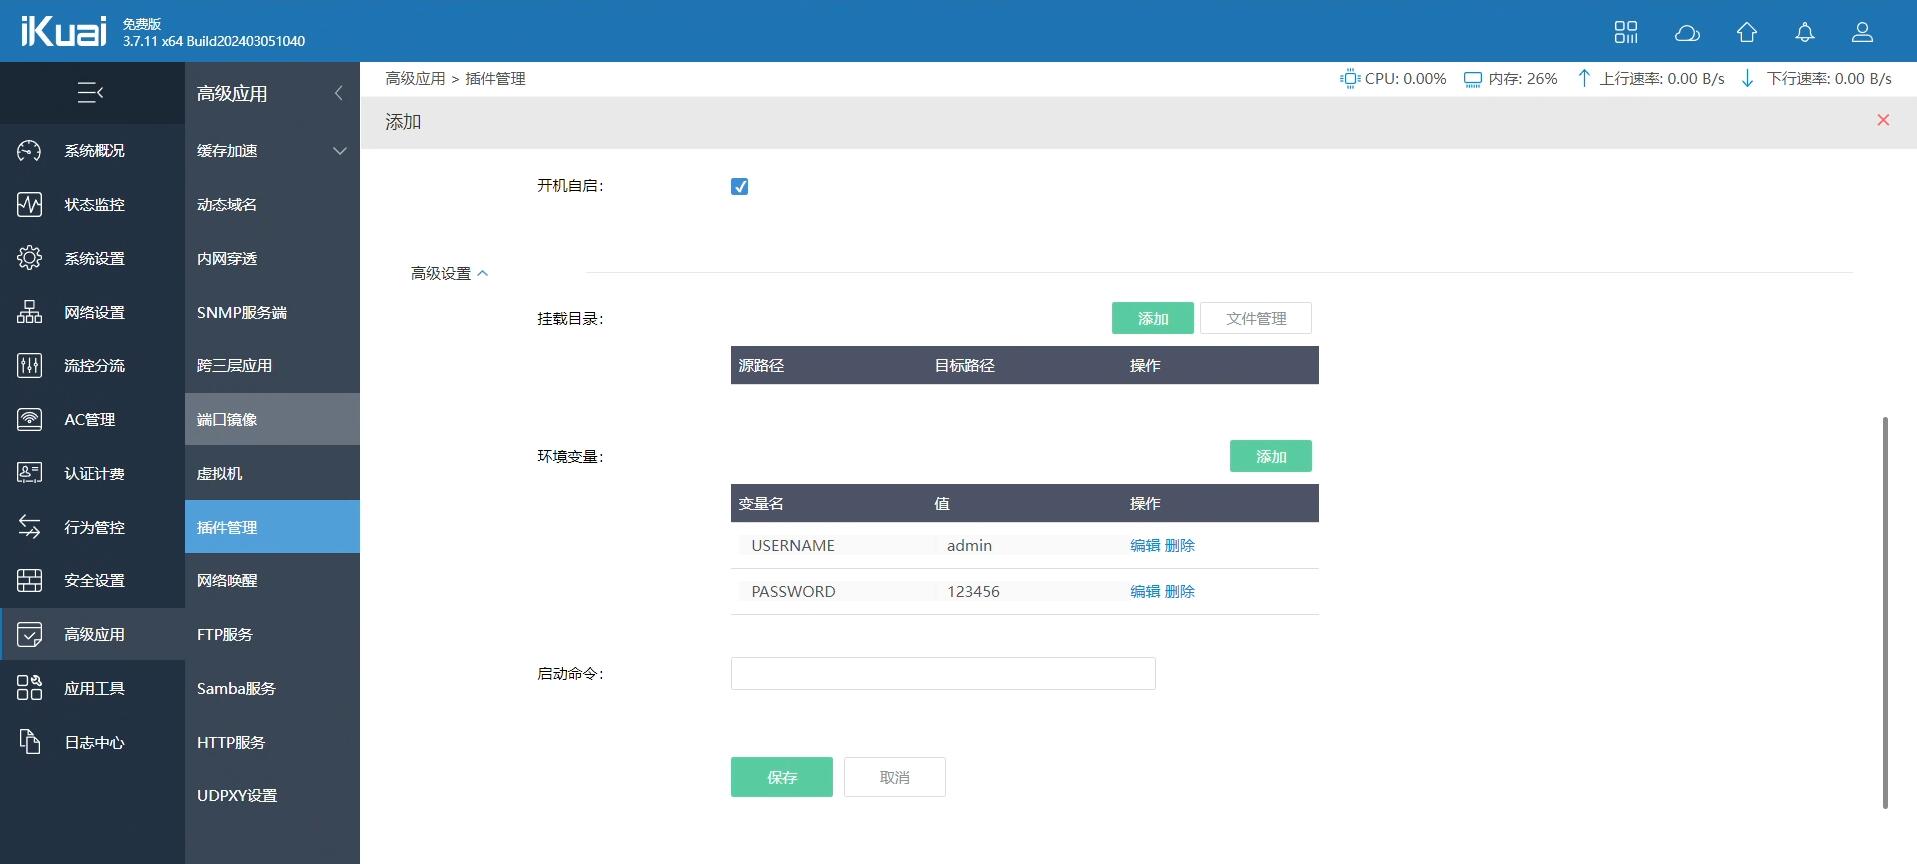 iKuai 免费版
3.7.11 x64 Build202403051040
高级应用
系统概况
状态监控
系统设置
网络设置
流控分流
AC管理
认证计费
行为管控
安全设置
高级应用
应用工具
日志中心
缓存加速
动态域名
内网穿透
SNMP服务端
跨三层应用
端口镜像
虚拟机
插件管理
网络唤醒
FTP服务
Samba服务
HTTP服务
UDPXY设置
高级应用 > 插件管理
CPU: 0.00% 内存: 26% 上行速率: 0.00 B/s 下行速率: 0.00 B/s
添加
开机自启：
高级设置
挂载目录： 添加 文件管理
源路径 目标路径 操作
环境变量： 添加
变量名 值 操作
USERNAME admin 编辑 删除
PASSWORD 123456 编辑 删除
启动命令：
保存 取消